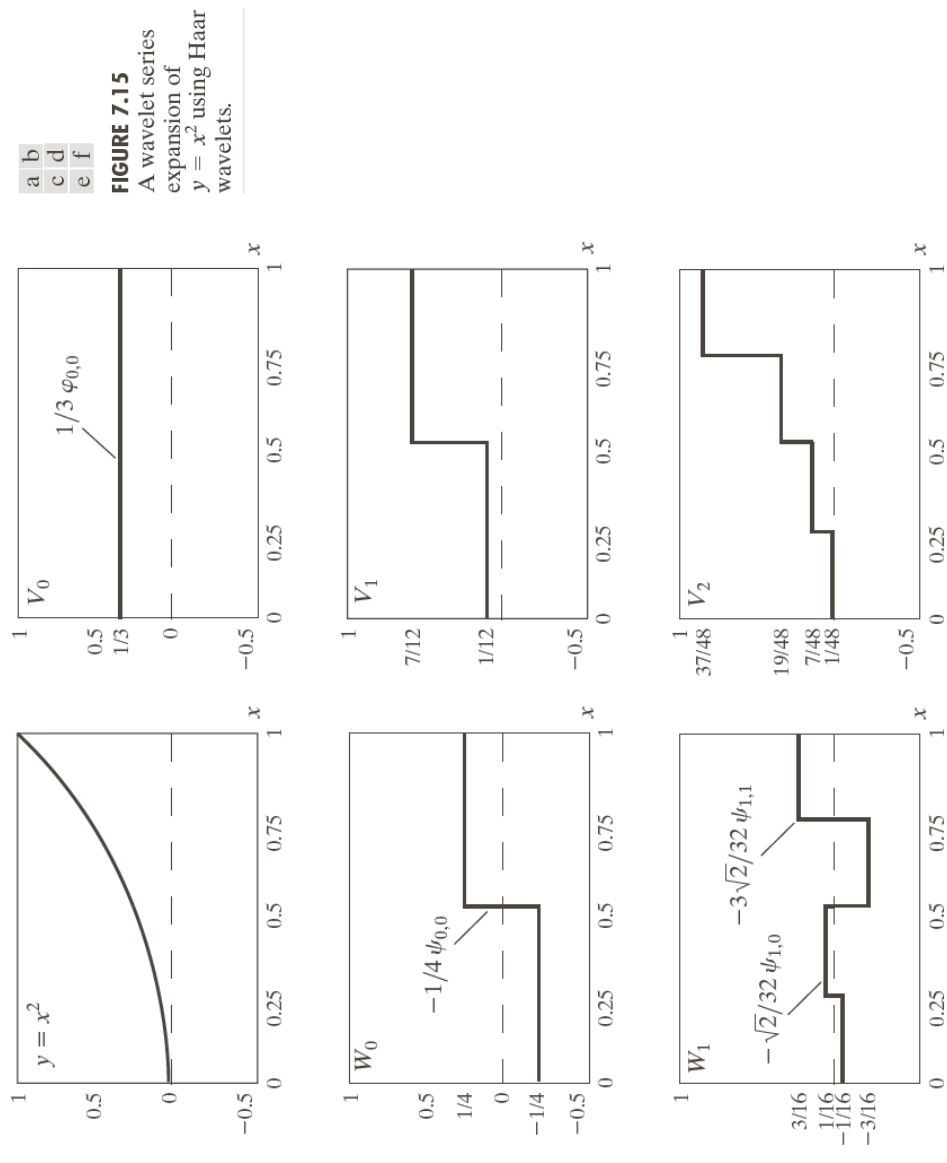 a b
c d
e f
FIGURE 7.15
A wavelet series
expansion of
y = x² using Haar
wavelets.
y = x²
1
0.5
0
−0.5
0 0.25 0.5 0.75 1
x
V₀
1/3 φ₀,₀
1
0.5
1/3
0
−0.5
0 0.25 0.5 0.75 1
x
W₀
−1/4 ψ₀,₀
1
0.5
1/4
0
−1/4
−0.5
0 0.25 0.5 0.75 1
x
V₁
1
7/12
1/12
−0.5
0 0.25 0.5 0.75 1
x
W₁
−√2/32 ψ₁,₀
−3√2/32 ψ₁,₁
1
3/16
1/16
−1/16
−3/16
0 0.25 0.5 0.75 1
x
V₂
1
37/48
19/48
7/48
1/48
−0.5
0 0.25 0.5 0.75 1
x